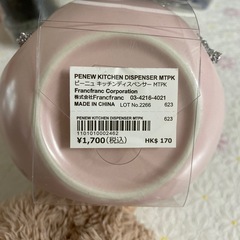 PENEW KITCHEN DISPENSER MTPK
ピーニュ キッチンディスペンサー MTPK
Francfranc Corporation
株式会社Francfranc 03-4216-4021
MADE IN CHINA LOT No.2266 623
PENEW KITCHEN DISPENSER MTPK 623
1101010002462
¥1,700(税込) HK$ 170